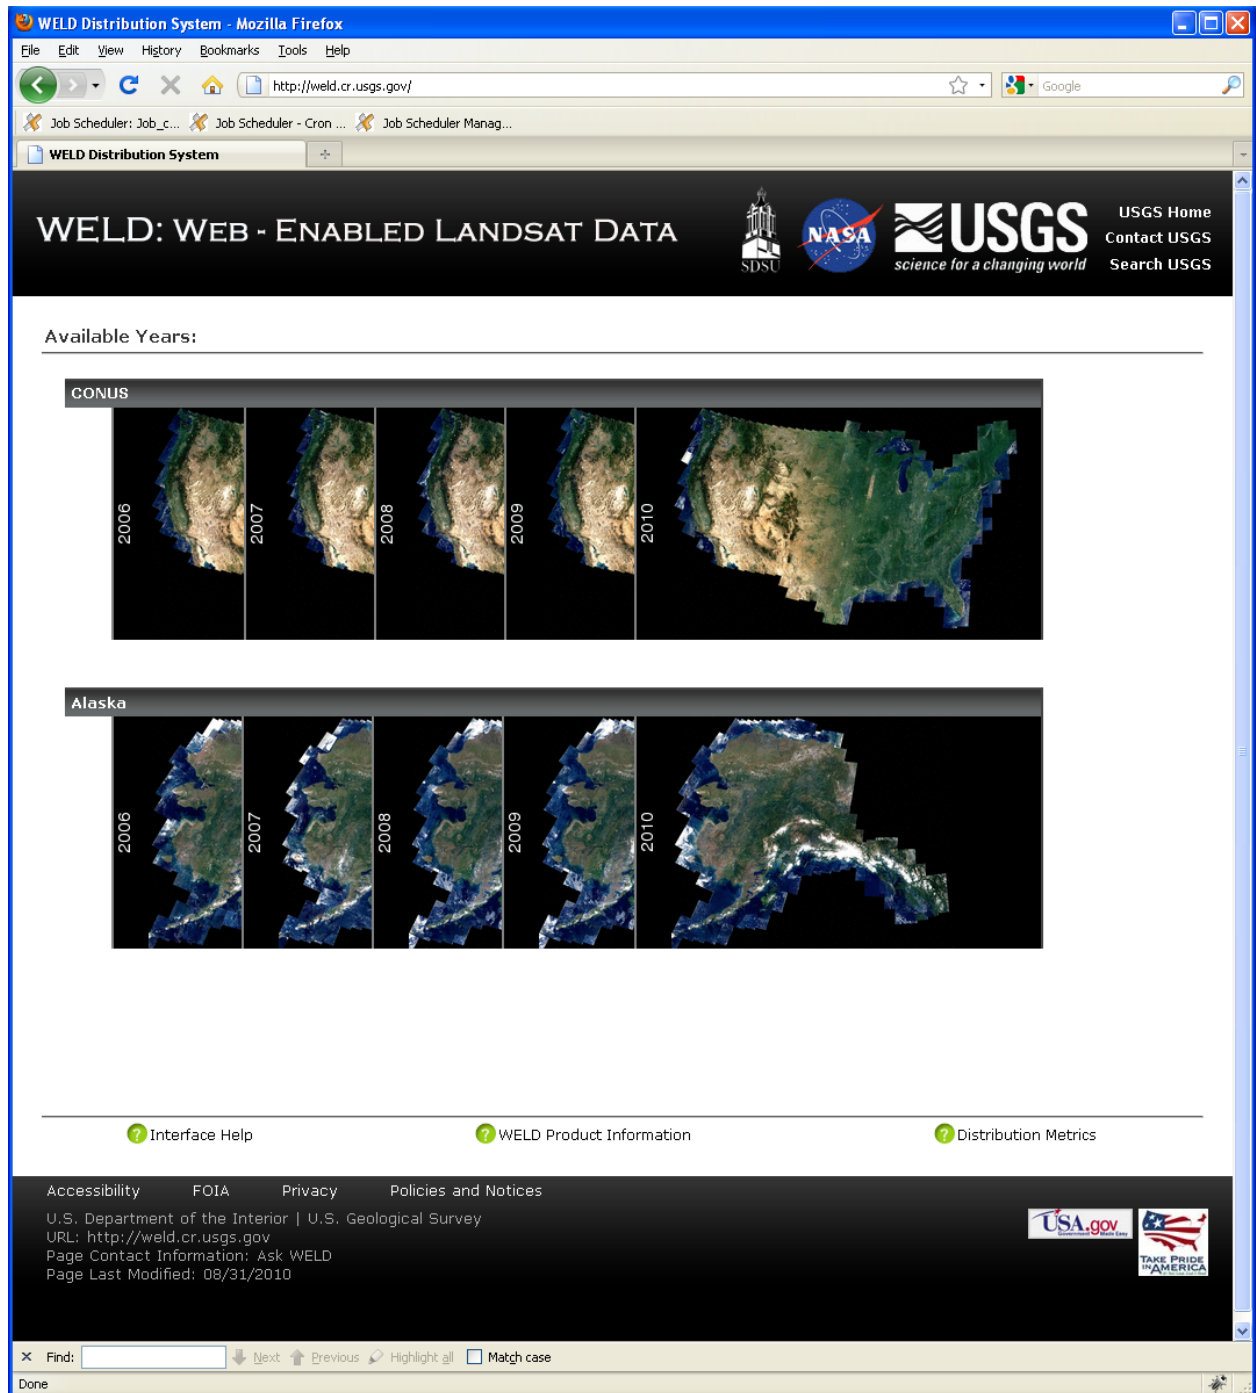 WELD Distribution System - Mozilla Firefox
File Edit View History Bookmarks Tools Help
http://weld.cr.usgs.gov/
Google
Job Scheduler: Job_c... Job Scheduler - Cron ... Job Scheduler Manag...
WELD Distribution System
WELD: WEB - ENABLED LANDSAT DATA
SDSU
NASA
USGS
science for a changing world
USGS Home
Contact USGS
Search USGS
Available Years:
CONUS
2006
2007
2008
2009
2010
Alaska
2006
2007
2008
2009
2010
Interface Help
WELD Product Information
Distribution Metrics
Accessibility FOIA Privacy Policies and Notices
U.S. Department of the Interior | U.S. Geological Survey
URL: http://weld.cr.usgs.gov
Page Contact Information: Ask WELD
Page Last Modified: 08/31/2010
USA.gov
Government Made Easy
TAKE PRIDE
IN AMERICA
Find: Next Previous Highlight all Match case
Done